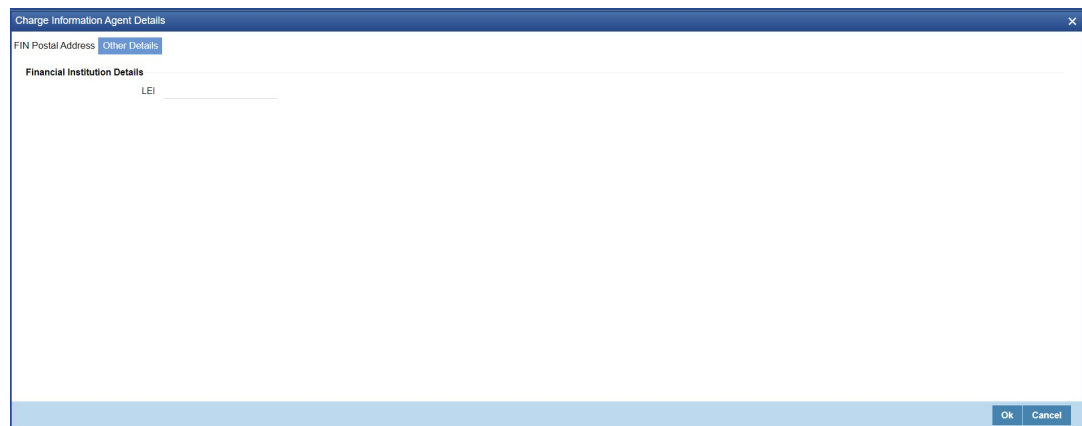 Charge Information Agent Details
FIN Postal Address Other Details
Financial Institution Details
LEI
Ok Cancel